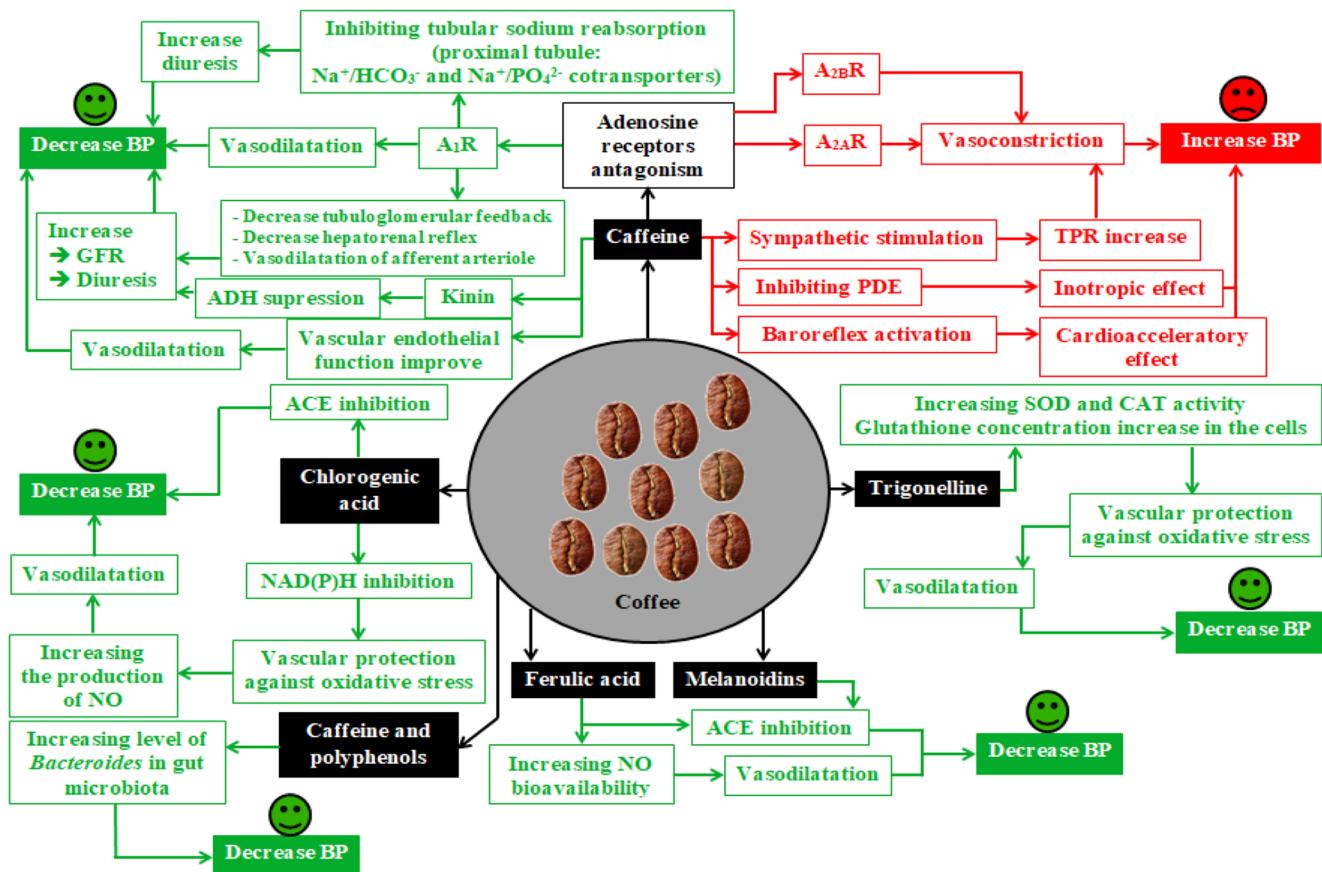 Increase
diuresis
Inhibiting tubular sodium reabsorption
(proximal tubule:
Na⁺/HCO₃⁻ and Na⁺/PO₄²⁻ cotransporters)
Decrease BP
Vasodilatation
A₁R
Adenosine
receptors
antagonism
A₂BR
A₂AR
Vasoconstriction
Increase BP
Increase
➔ GFR
➔ Diuresis
- Decrease tubuloglomerular feedback
- Decrease hepatorenal reflex
- Vasodilatation of afferent arteriole
Caffeine
Sympathetic stimulation
TPR increase
ADH supression
Kinin
Inhibiting PDE
Inotropic effect
Vasodilatation
Vascular endothelial
function improve
Baroreflex activation
Cardioacceleratory
effect
ACE inhibition
Increasing SOD and CAT activity
Glutathione concentration increase in the cells
Decrease BP
Chlorogenic
acid
Trigonelline
Vascular protection
against oxidative stress
Vasodilatation
NAD(P)H inhibition
Vasodilatation
Coffee
Decrease BP
Increasing
the production
of NO
Vascular protection
against oxidative stress
Ferulic acid
Melanoidins
Increasing level of
Bacteroides in gut
microbiota
Caffeine and
polyphenols
ACE inhibition
Decrease BP
Increasing NO
bioavailability
Vasodilatation
Decrease BP